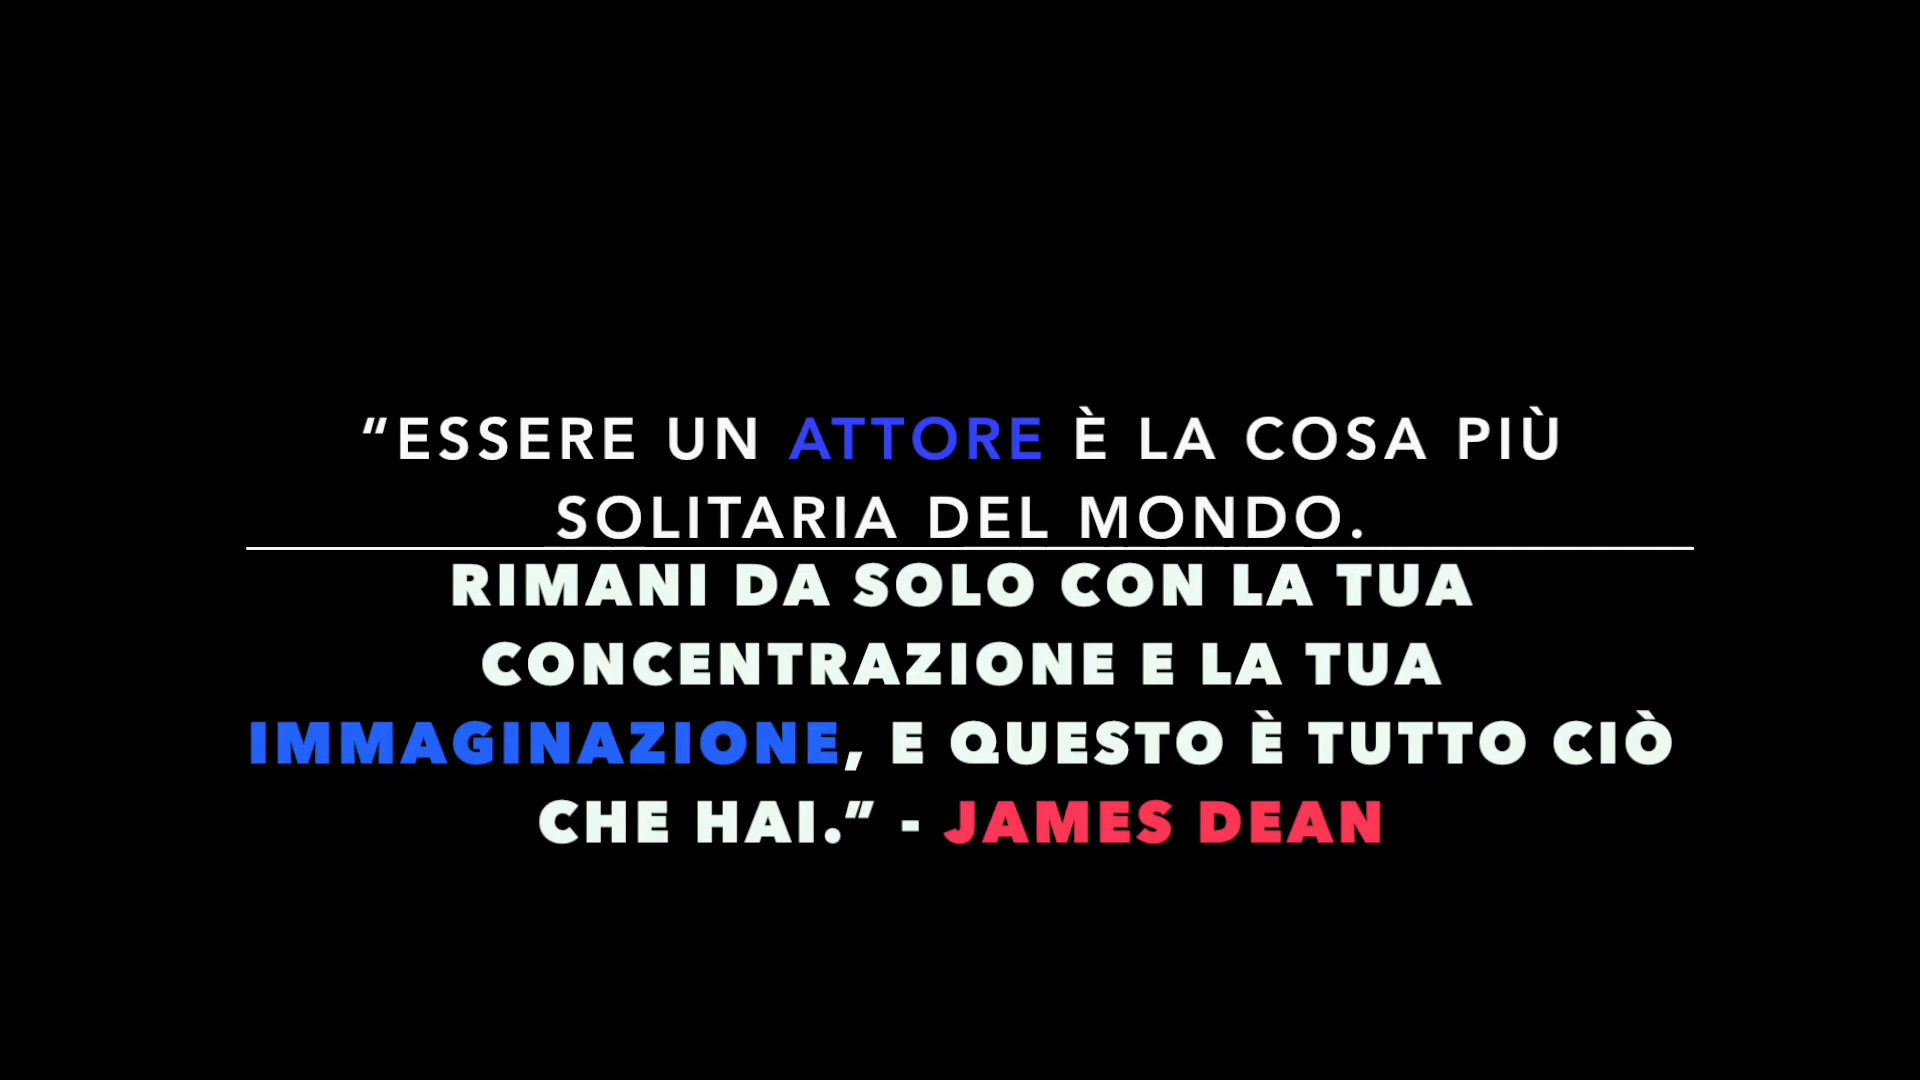 “ESSERE UN ATTORE È LA COSA PIÙ
SOLITARIA DEL MONDO.
RIMANI DA SOLO CON LA TUA
CONCENTRAZIONE E LA TUA
IMMAGINAZIONE, E QUESTO È TUTTO CIÒ
CHE HAI.” - JAMES DEAN